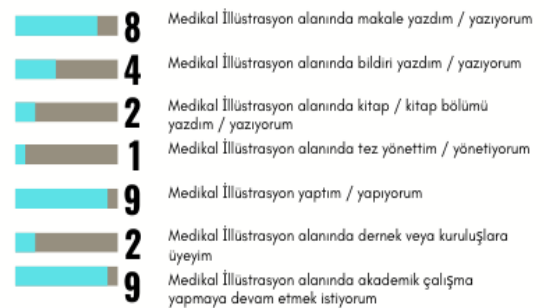 8 Medikal İllüstrasyon alanında makale yazdım / yazıyorum
4 Medikal İllüstrasyon alanında bildiri yazdım / yazıyorum
2 Medikal İllüstrasyon alanında kitap / kitap bölümü
yazdım / yazıyorum
1 Medikal İllüstrasyon alanında tez yönettim / yönetiyorum
9 Medikal İllüstrasyon yaptım / yapıyorum
2 Medikal İllüstrasyon alanında dernek veya kuruluşlara
üyeyim
9 Medikal İllüstrasyon alanında akademik çalışma
yapmaya devam etmek istiyorum